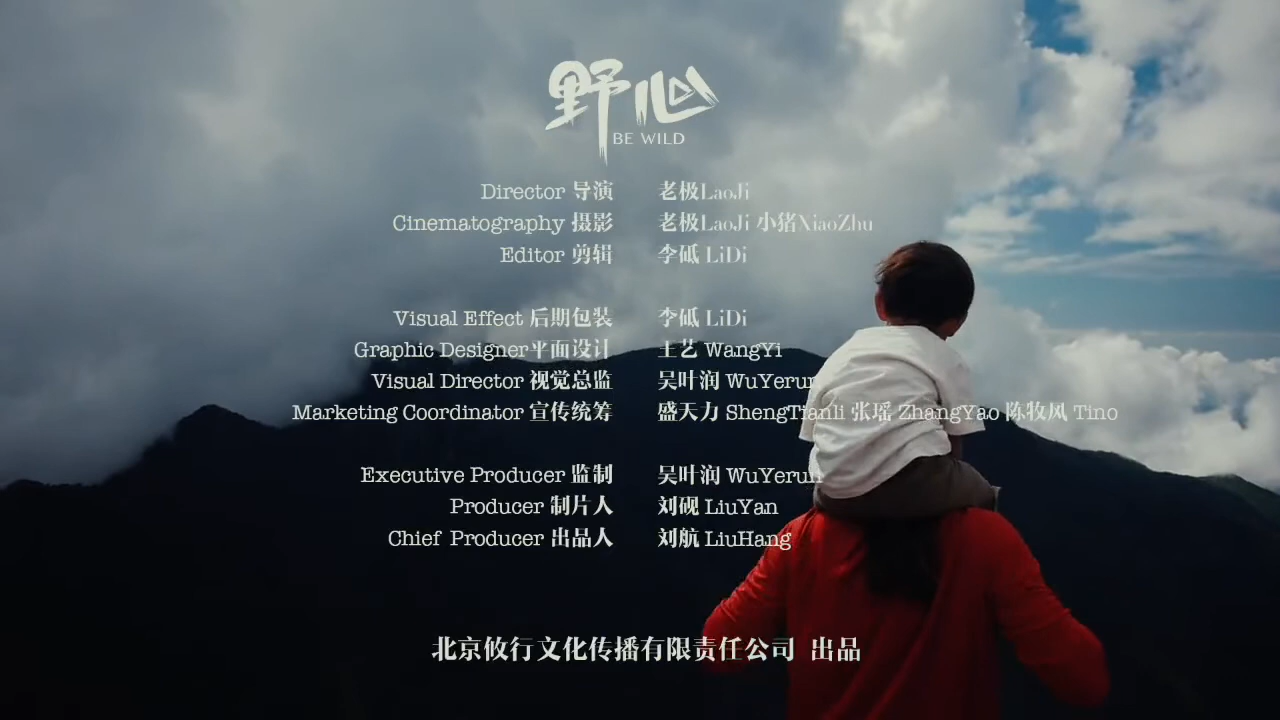 野心
BE WILD
Director 导演 老极LaoJi
Cinematography 摄影 老极LaoJi 小猪XiaoZhu
Editor 剪辑 李砥 LiDi
Visual Effect 后期包装 李砥 LiDi
Graphic Designer平面设计 王艺 WangYi
Visual Director 视觉总监 吴叶润 WuYerun
Marketing Coordinator 宣传统筹 盛天力 ShengTianli 张瑶 ZhangYao 陈牧风 Tino
Executive Producer 监制 吴叶润 WuYerun
Producer 制片人 刘砚 LiuYan
Chief Producer 出品人 刘航 LiuHang
北京攸行文化传播有限责任公司 出品